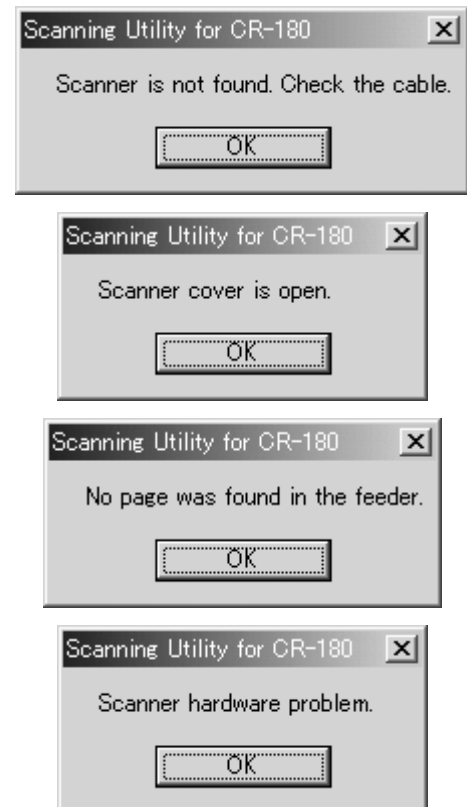 Scanning Utility for CR-180
Scanner is not found. Check the cable.
OK
Scanning Utility for CR-180
Scanner cover is open.
OK
Scanning Utility for CR-180
No page was found in the feeder.
OK
Scanning Utility for CR-180
Scanner hardware problem.
OK